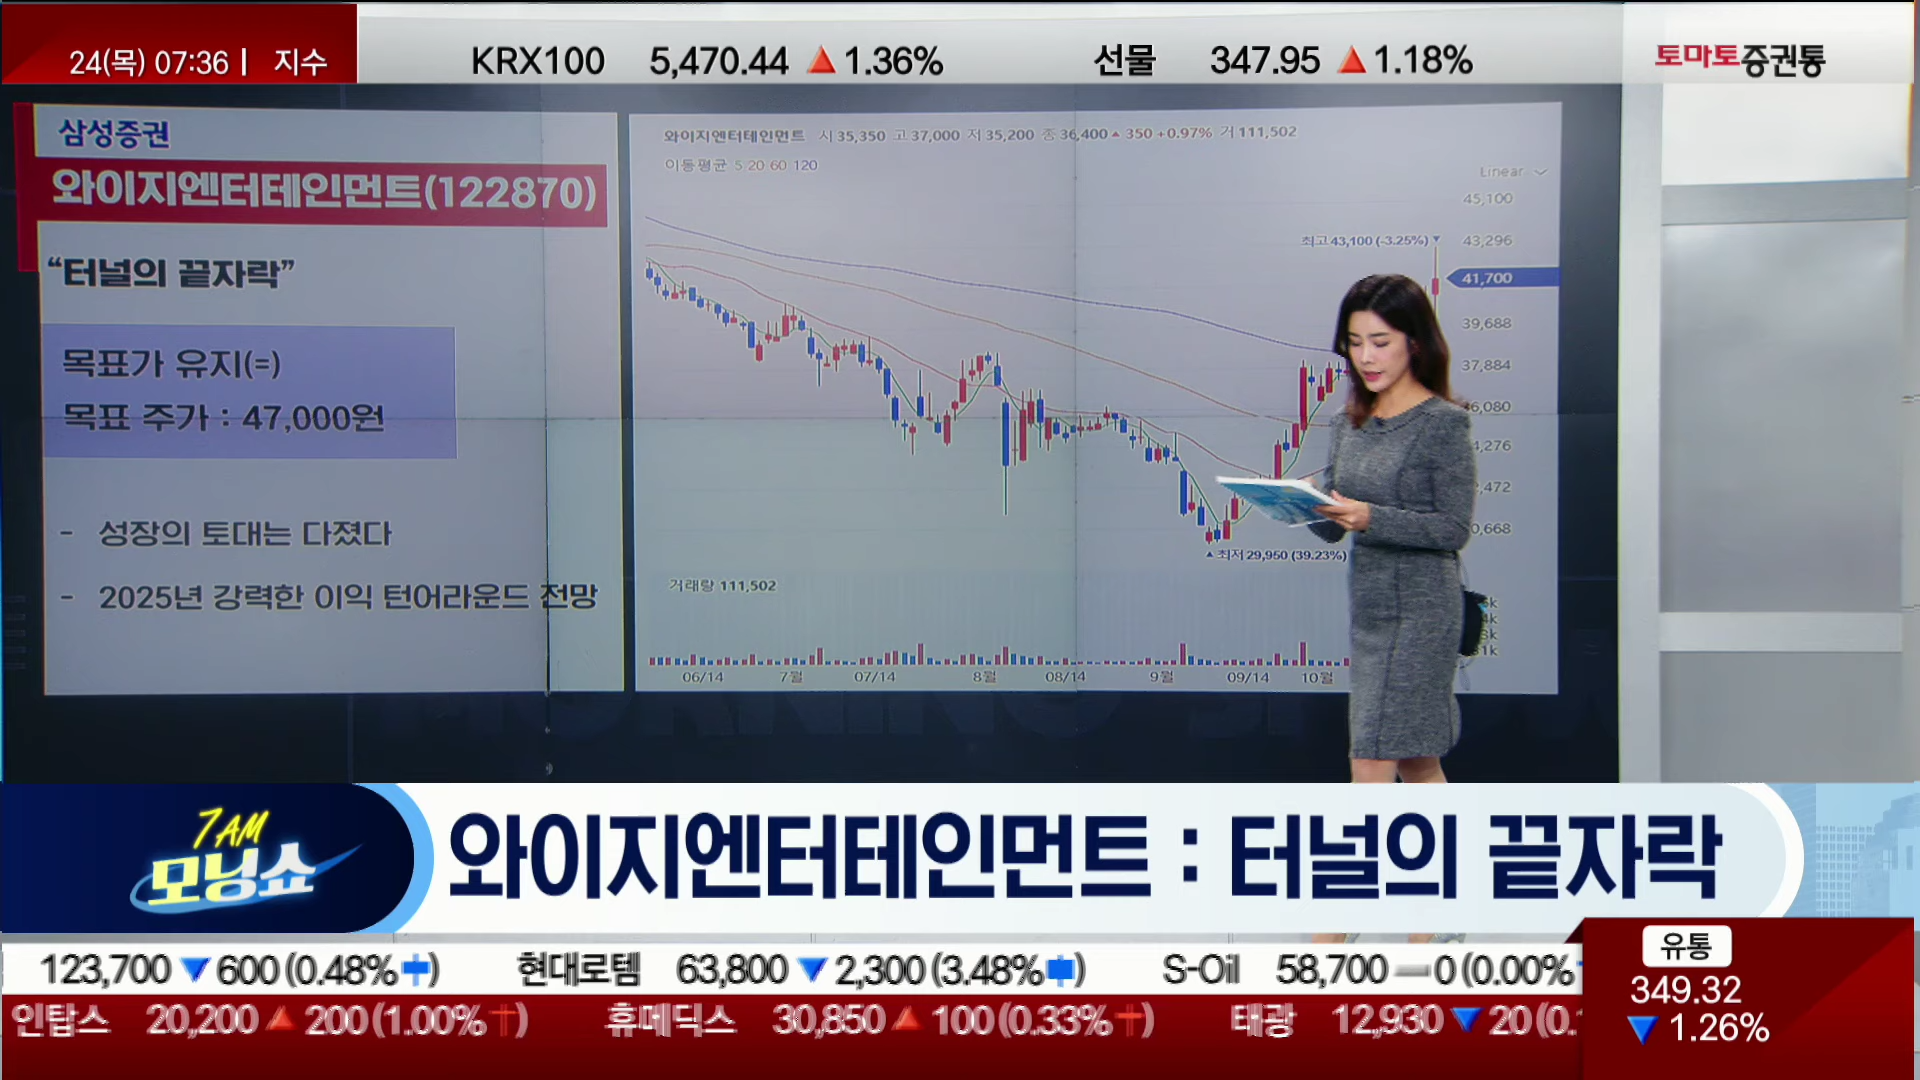 24(목) 07:36 | 지수 KRX100 5,470.44 ▲ 1.36% 선물 347.95 ▲ 1.18% 토마토증권통
삼성증권
와이지엔터테인먼트(122870)
“터널의 끝자락”
목표가 유지(=)
목표 주가 : 47,000원
- 성장의 토대는 다졌다
- 2025년 강력한 이익 턴어라운드 전망
와이지엔터테인먼트 시 35,350 고 37,000 저 35,200 종 36,400 ▲ 350 +0.97% 거 111,502
이동평균 5 20 60 120
Linear
45,100
최고 43,100 (-3.25%) ▼ 43,296
41,700
39,688
37,884
▲ 최저 29,950 (39.23%)
거래량 111,502
06/14 7월 07/14 8월 08/14 9월 09/14 10월
7 AM
모닝쇼
와이지엔터테인먼트 : 터널의 끝자락
123,700 ▼ 600 (0.48%) 현대로템 63,800 ▼ 2,300 (3.48%) S-Oil 58,700 — 0 (0.00%
인탑스 20,200 ▲ 200 (1.00%) 휴메딕스 30,850 ▲ 100 (0.33%) 태광 12,930 ▼ 20 (0.
유통
349.32
▼ 1.26%